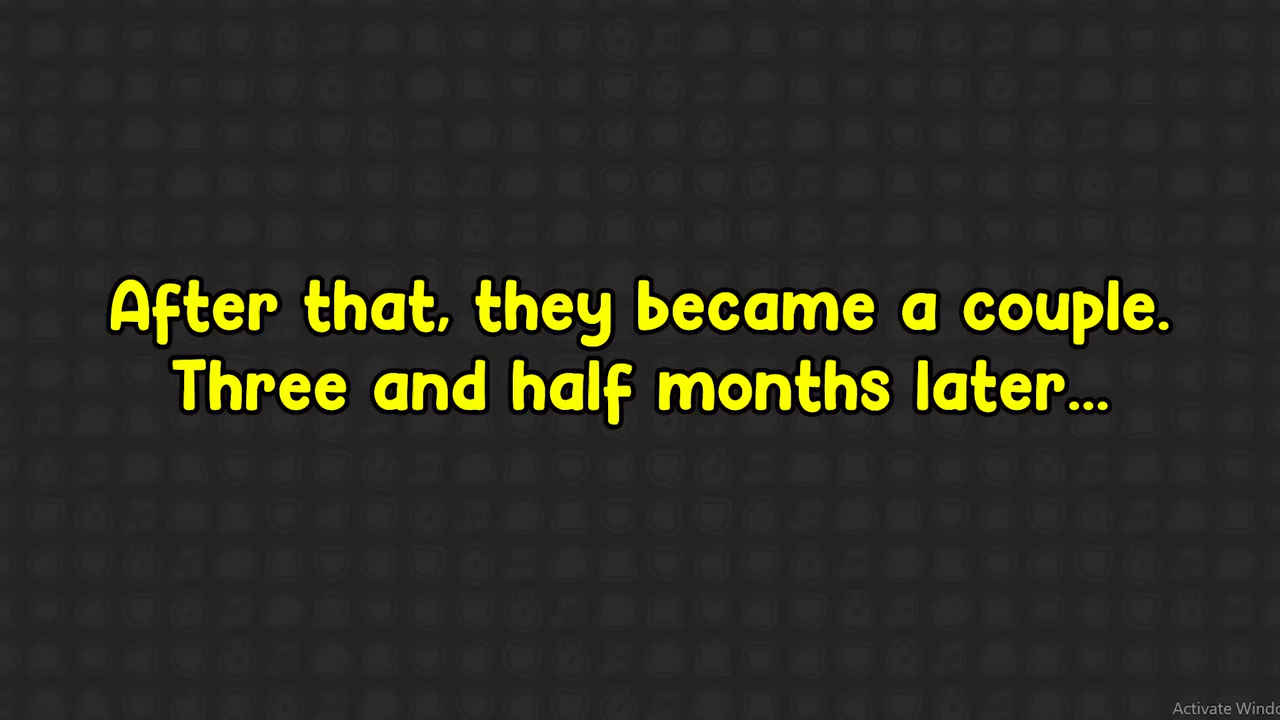 After that, they became a couple.
Three and half months later...
Activate Windo